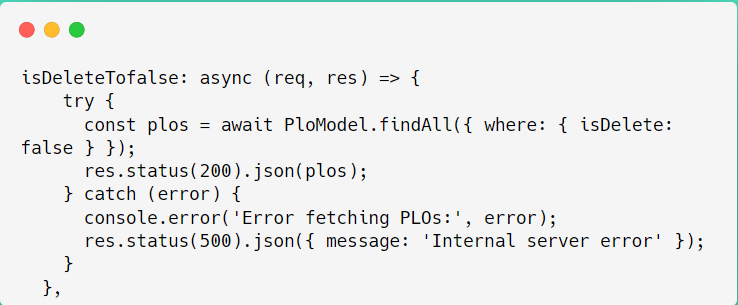 isDeleteTofalse: async (req, res) => {
    try {
      const plos = await PloModel.findAll({ where: { isDelete:
false } });
      res.status(200).json(plos);
    } catch (error) {
      console.error('Error fetching PLOs:', error);
      res.status(500).json({ message: 'Internal server error' });
    }
  },